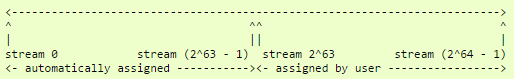 <-------------------------------------------------------------------------->
^                                    ^^                                    ^
|                                    ||                                    |
stream 0            stream (2^63 - 1)  stream 2^63         stream (2^64 - 1)
<- automatically assigned -----------><- assigned by user ----------------->